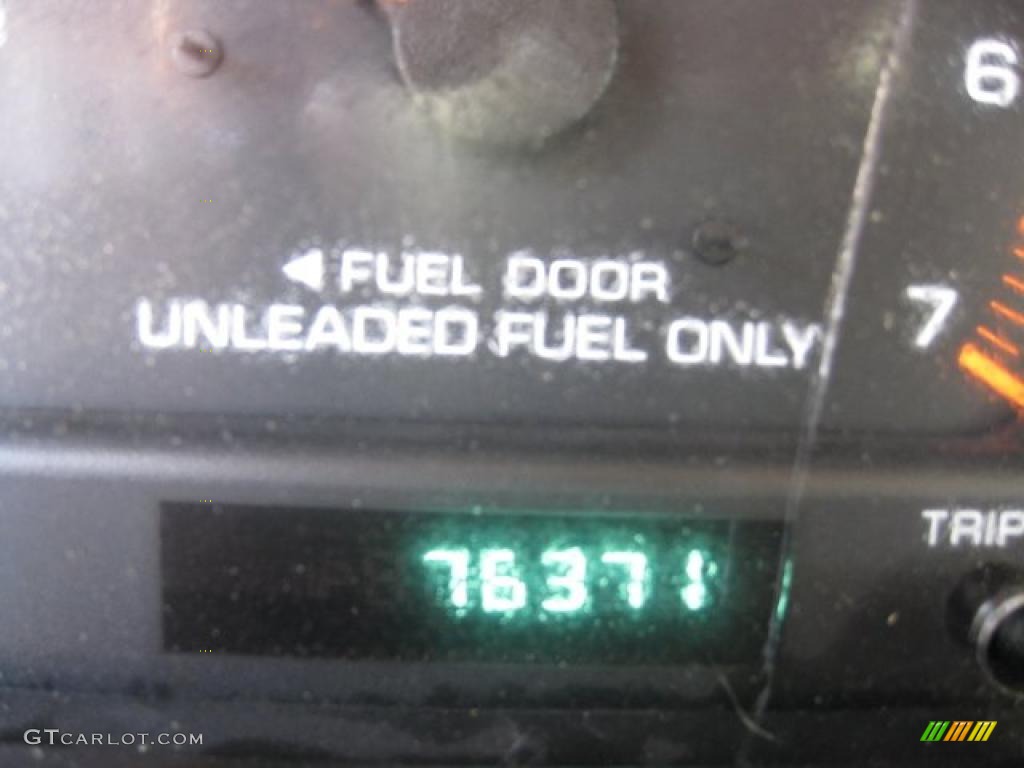 6
◀ FUEL DOOR
UNLEADED FUEL ONLY
7
TRIP
76371
GTCARLOT.COM